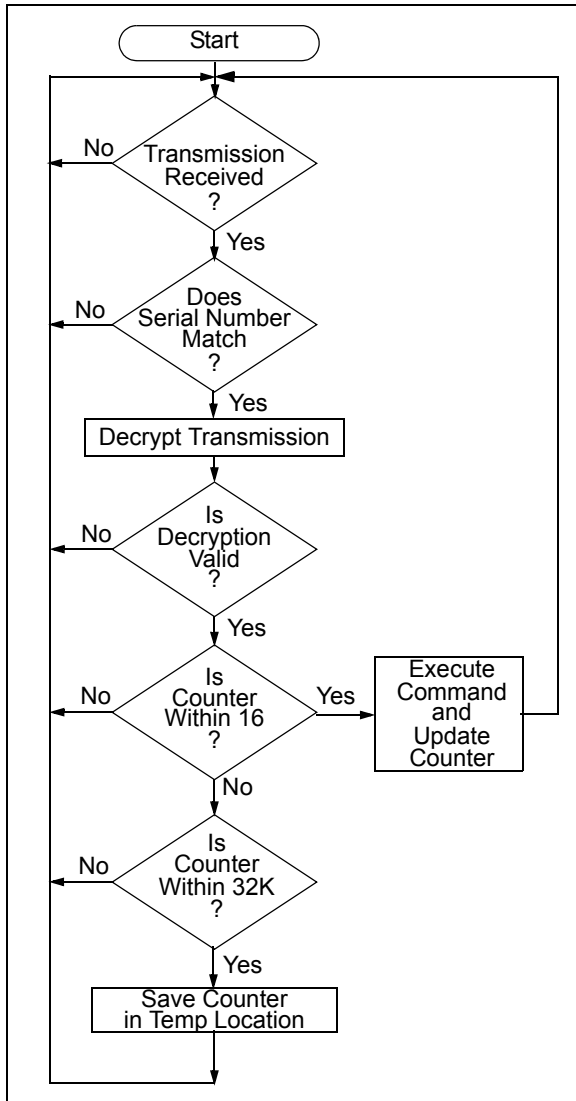 Start
No
Transmission
Received
?
Yes
No
Does
Serial Number
Match
?
Yes
Decrypt Transmission
No
Is
Decryption
Valid
?
Yes
No
Is
Counter
Within 16
?
Yes
Execute
Command
and
Update
Counter
No
No
Is
Counter
Within 32K
?
Yes
Save Counter
in Temp Location